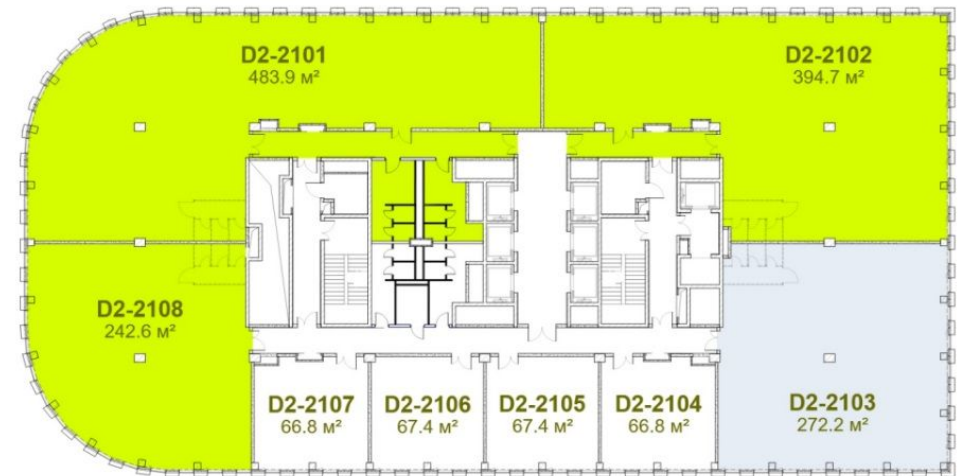 D2-2101
483.9 м²
D2-2102
394.7 м²
D2-2108
242.6 м²
D2-2107
66.8 м²
D2-2106
67.4 м²
D2-2105
67.4 м²
D2-2104
66.8 м²
D2-2103
272.2 м²